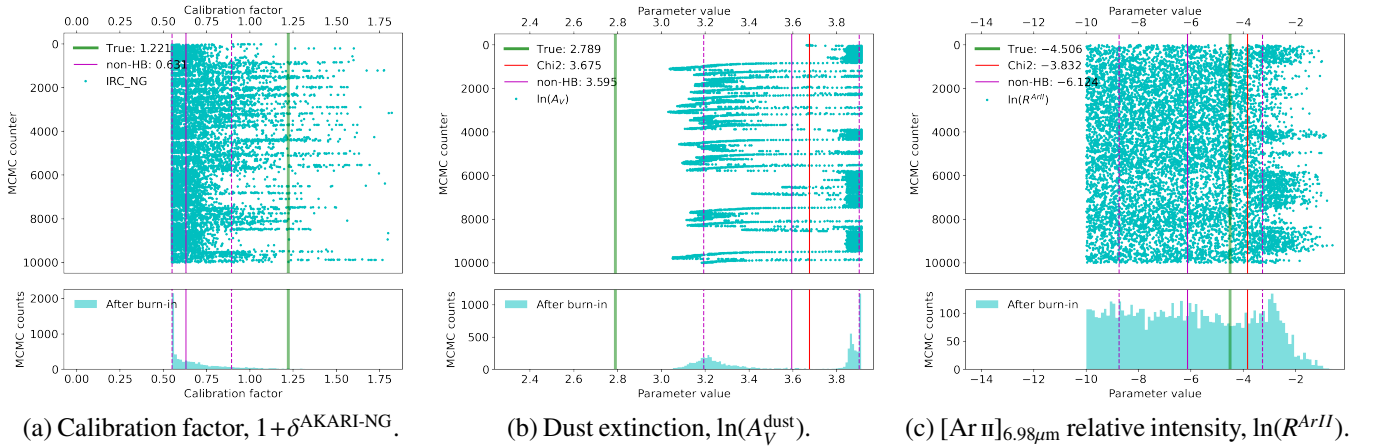 Calibration factor
0.00 0.25 0.50 0.75 1.00 1.25 1.50 1.75
True: 1.221
non-HB: 0.631
IRC_NG
MCMC counter
0
2000
4000
6000
8000
10000
After burn-in
MCMC counts
2000
1000
0
0.00 0.25 0.50 0.75 1.00 1.25 1.50 1.75
Calibration factor
(a) Calibration factor, 1+δ^AKARI-NG.
Parameter value
2.4 2.6 2.8 3.0 3.2 3.4 3.6 3.8
True: 2.789
Chi2: 3.675
non-HB: 3.595
ln(A_V)
MCMC counter
0
2000
4000
6000
8000
10000
After burn-in
MCMC counts
1000
500
0
2.4 2.6 2.8 3.0 3.2 3.4 3.6 3.8
Parameter value
(b) Dust extinction, ln(A_V^dust).
Parameter value
−14 −12 −10 −8 −6 −4 −2
True: −4.506
Chi2: −3.832
non-HB: −6.124
ln(R^ArII)
MCMC counter
0
2000
4000
6000
8000
10000
After burn-in
MCMC counts
100
50
0
−14 −12 −10 −8 −6 −4 −2
Parameter value
(c) [Ar II]_6.98μm relative intensity, ln(R^ArII).